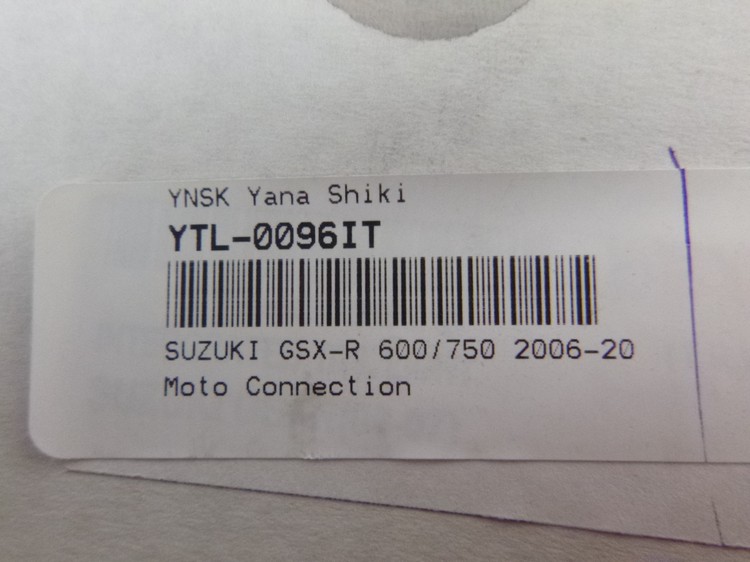 YNSK Yana Shiki
YTL-0096IT
SUZUKI GSX-R 600/750 2006-20
Moto Connection